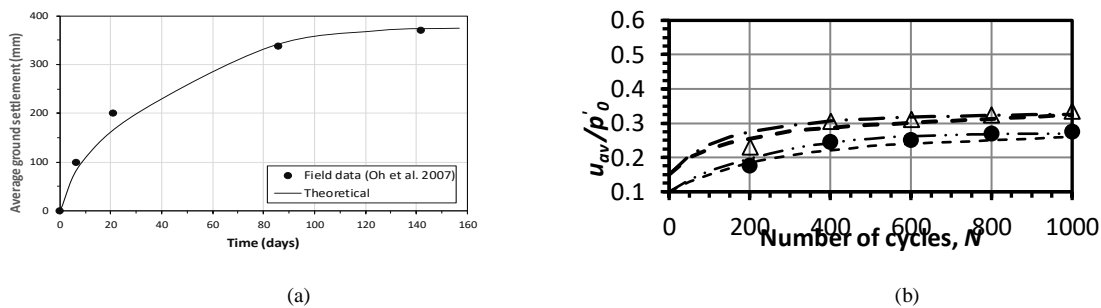 Average ground settlement (mm)
400
300
200
100
0
0 20 40 60 80 100 120 140 160
Time (days)
Field data (Oh et al. 2007)
Theoretical
(a)
u_av/p'_0
0.6
0.5
0.4
0.3
0.2
0.1
0 200 400 600 800 1000
Number of cycles, N
(b)